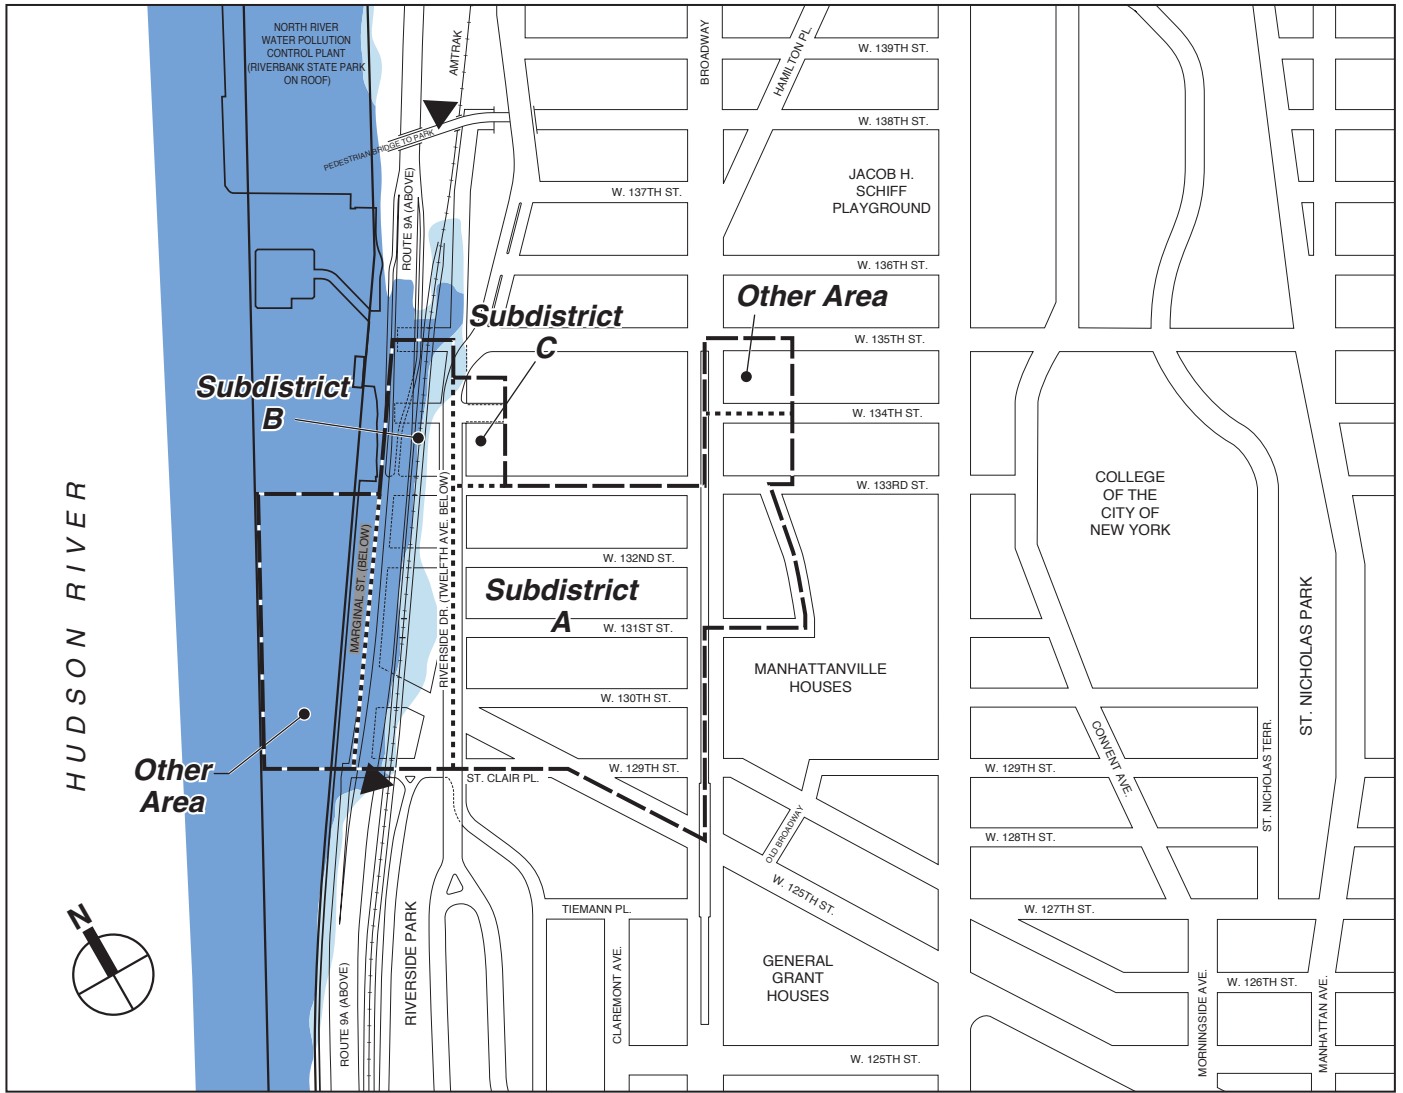 NORTH RIVER
WATER POLLUTION
CONTROL PLANT
(RIVERBANK STATE PARK
ON ROOF)
AMTRAK
BROADWAY
HAMILTON PL.
W. 139TH ST.
W. 138TH ST.
PEDESTRIAN BRIDGE TO PARK
JACOB H.
SCHIFF
PLAYGROUND
W. 137TH ST.
ROUTE 9A (ABOVE)
W. 136TH ST.
Other Area
Subdistrict
C
W. 135TH ST.
Subdistrict
B
W. 134TH ST.
HUDSON RIVER
MARGINAL ST. (BELOW)
RIVERSIDE DR. (TWELFTH AVE. BELOW)
W. 133RD ST.
COLLEGE
OF THE
CITY OF
NEW YORK
W. 132ND ST.
Subdistrict
A
W. 131ST ST.
ST. NICHOLAS PARK
MANHATTANVILLE
HOUSES
W. 130TH ST.
CONVENT AVE.
ST. NICHOLAS TERR.
Other
Area
ST. CLAIR PL.
W. 129TH ST.
W. 129TH ST.
OLD BROADWAY
W. 128TH ST.
W. 125TH ST.
N
RIVERSIDE PARK
TIEMANN PL.
W. 127TH ST.
ROUTE 9A (ABOVE)
CLAREMONT AVE.
GENERAL
GRANT
HOUSES
MORNINGSIDE AVE.
W. 126TH ST.
MANHATTAN AVE.
W. 125TH ST.